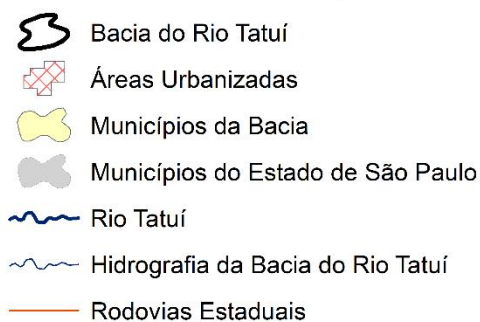 Bacia do Rio Tatuí
Áreas Urbanizadas
Municípios da Bacia
Municípios do Estado de São Paulo
Rio Tatuí
Hidrografia da Bacia do Rio Tatuí
Rodovias Estaduais